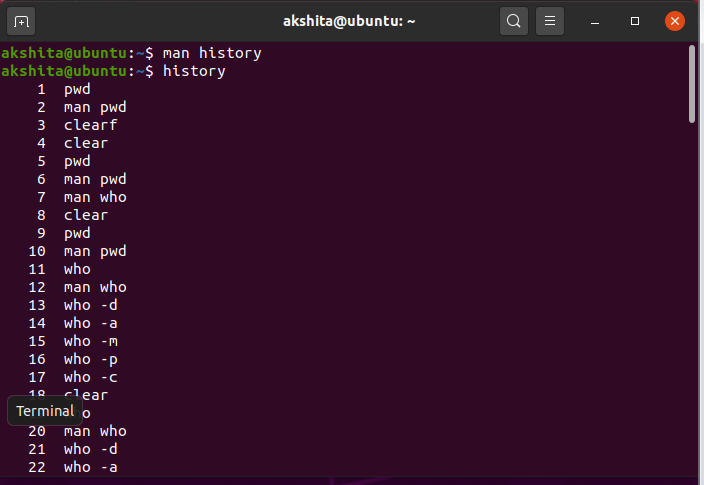 akshita@ubuntu: ~
akshita@ubuntu:~$ man history
akshita@ubuntu:~$ history
1 pwd
2 man pwd
3 clearf
4 clear
5 pwd
6 man pwd
7 man who
8 clear
9 pwd
10 man pwd
11 who
12 man who
13 who -d
14 who -a
15 who -m
16 who -p
17 who -c
18 clear
Terminal
20 man who
21 who -d
22 who -a